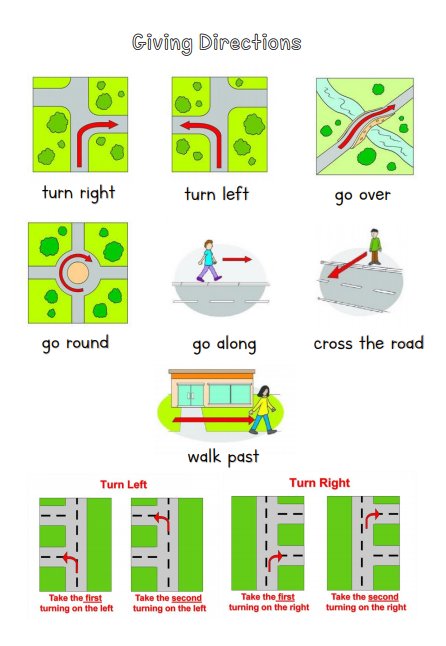 Giving Directions
turn right
turn left
go over
go round
go along
cross the road
walk past
Turn Left
Turn Right
Take the first
turning on the left
Take the second
turning on the left
Take the first
turning on the right
Take the second
turning on the right